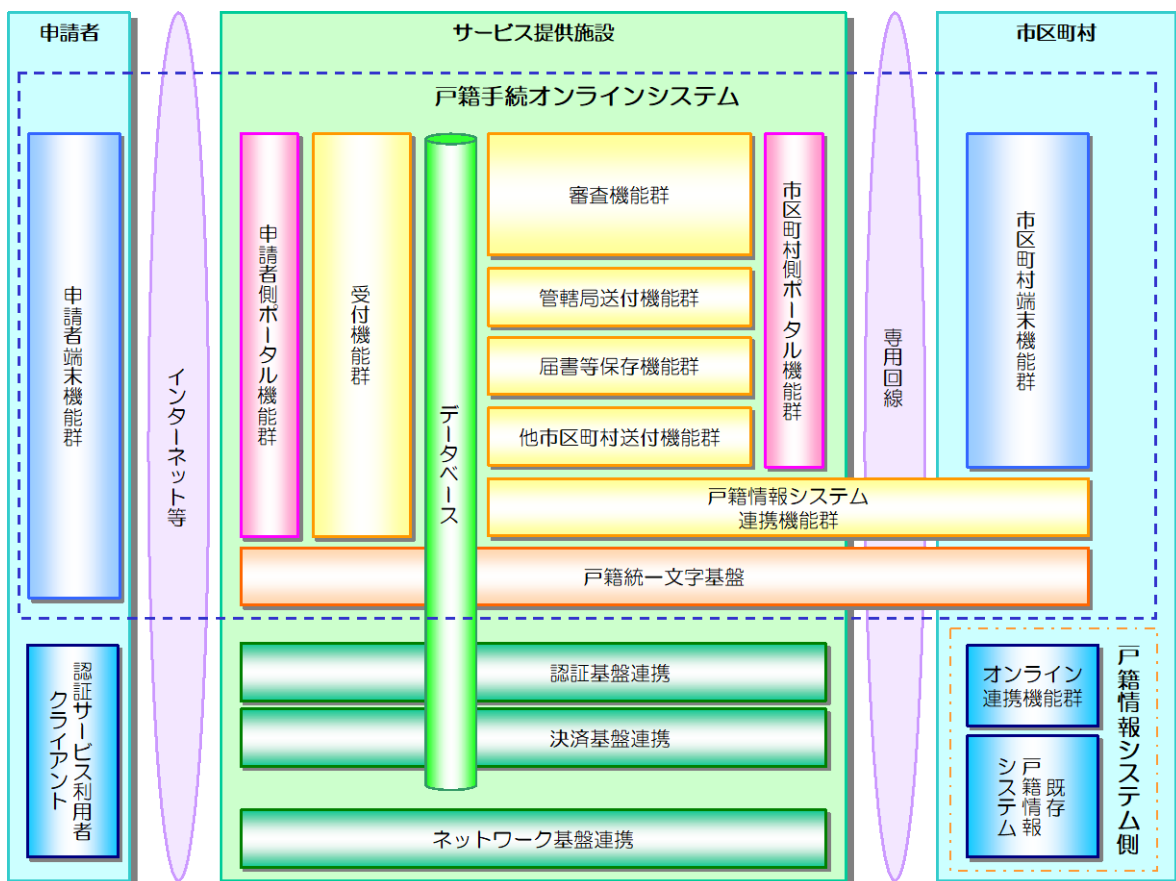 申請者
サービス提供施設
市区町村
戸籍手続オンラインシステム
申請者端末機能群
インターネット等
申請者側ポータル機能群
受付機能群
データベース
審査機能群
管轄局送付機能群
届書等保存機能群
他市区町村送付機能群
市区町村側ポータル機能群
専用回線
市区町村端末機能群
戸籍情報システム
連携機能群
戸籍統一文字基盤
認証サービス利用者
クライアント
認証基盤連携
決済基盤連携
ネットワーク基盤連携
オンライン
連携機能群
既存
戸籍情報
システム
戸籍情報システム側